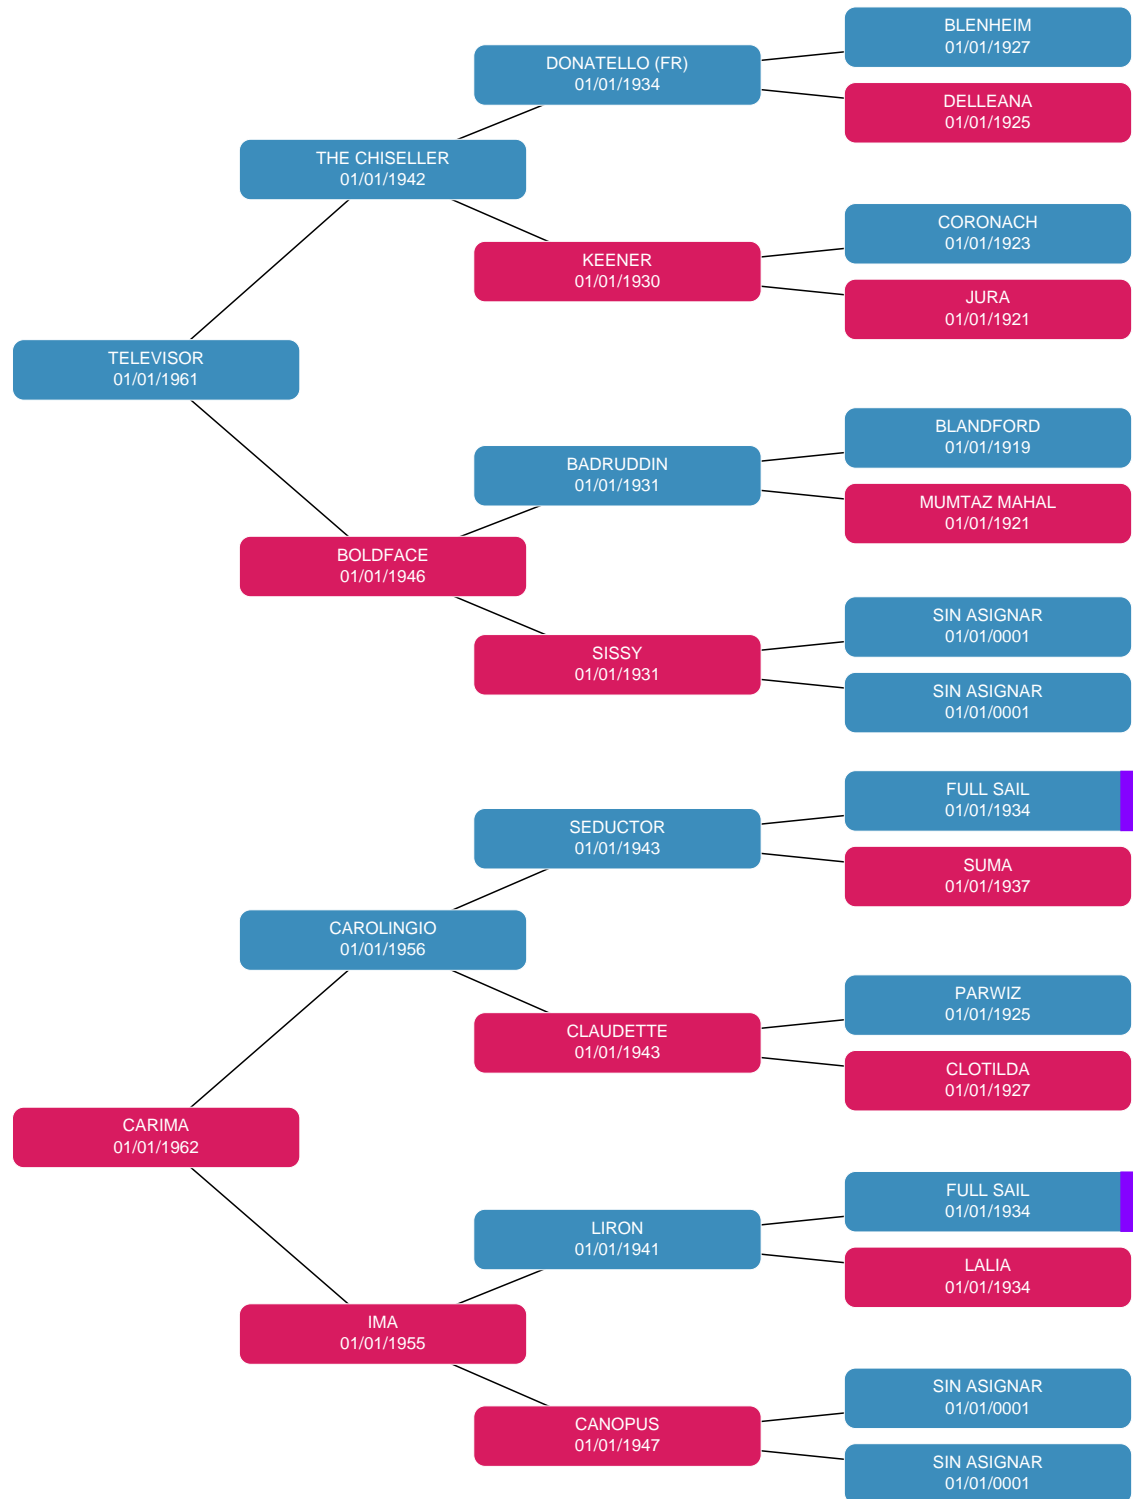 BLENHEIM
01/01/1927
DONATELLO (FR)
01/01/1934
DELLEANA
01/01/1925
THE CHISELLER
01/01/1942
CORONACH
01/01/1923
KEENER
01/01/1930
JURA
01/01/1921
TELEVISOR
01/01/1961
BLANDFORD
01/01/1919
BADRUDDIN
01/01/1931
MUMTAZ MAHAL
01/01/1921
BOLDFACE
01/01/1946
SIN ASIGNAR
01/01/0001
SISSY
01/01/1931
SIN ASIGNAR
01/01/0001
FULL SAIL
01/01/1934
SEDUCTOR
01/01/1943
SUMA
01/01/1937
CAROLINGIO
01/01/1956
PARWIZ
01/01/1925
CLAUDETTE
01/01/1943
CLOTILDA
01/01/1927
CARIMA
01/01/1962
FULL SAIL
01/01/1934
LIRON
01/01/1941
LALIA
01/01/1934
IMA
01/01/1955
SIN ASIGNAR
01/01/0001
CANOPUS
01/01/1947
SIN ASIGNAR
01/01/0001